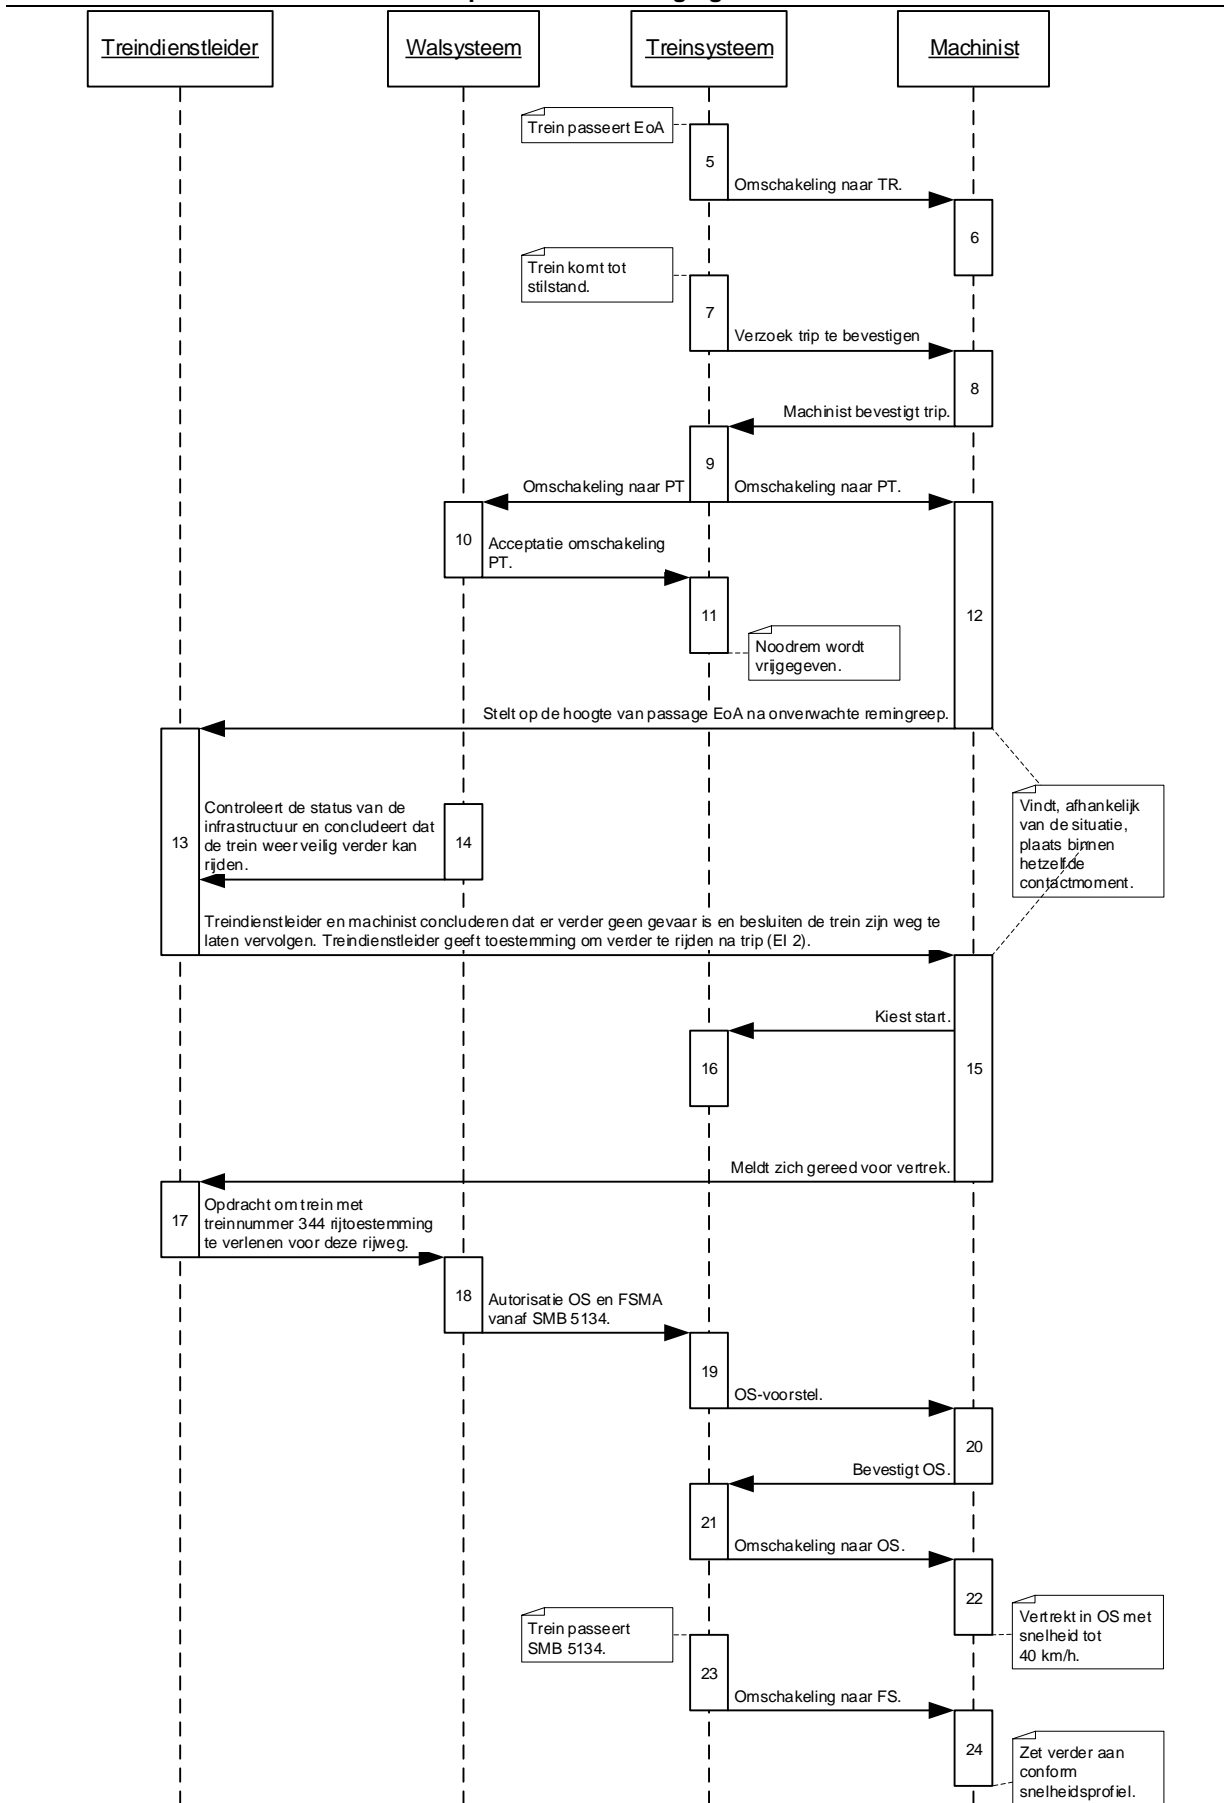 Treindienstleider
Walsysteem
Treinsysteem
Machinist
Trein passeert EoA
5
Omschakeling naar TR.
6
Trein komt tot
stilstand.
7
Verzoek trip te bevestigen
8
Machinist bevestigt trip.
9
Omschakeling naar PT
Omschakeling naar PT.
10
Acceptatie omschakeling
PT.
11
12
Noodrem wordt
vrijgegeven.
Stelt op de hoogte van passage EoA na onverwachte remingreep.
Vindt, afhankelijk
van de situatie,
plaats binnen
hetzelfde
contactmoment.
13
Controleert de status van de
infrastructuur en concludeert dat
de trein weer veilig verder kan
rijden.
14
Treindienstleider en machinist concluderen dat er verder geen gevaar is en besluiten de trein zijn weg te
laten vervolgen. Treindienstleider geeft toestemming om verder te rijden na trip (EI 2).
Kiest start.
16
15
Meldt zich gereed voor vertrek.
17
Opdracht om trein met
treinnummer 344 rijtoestemming
te verlenen voor deze rijweg.
18
Autorisatie OS en FSMA
vanaf SMB 5134.
19
OS-voorstel.
20
Bevestigt OS.
21
Omschakeling naar OS.
22
Vertrekt in OS met
snelheid tot
40 km/h.
Trein passeert
SMB 5134.
23
Omschakeling naar FS.
24
Zet verder aan
conform
snelheidsprofiel.